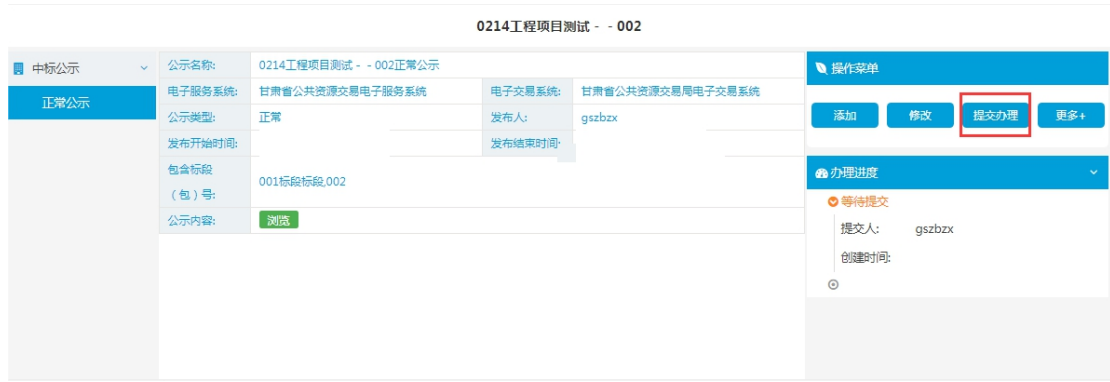 0214工程项目测试 - - 002
中标公示
正常公示
公示名称: 0214工程项目测试 - - 002正常公示
电子服务系统: 甘肃省公共资源交易电子服务系统 电子交易系统: 甘肃省公共资源交易局电子交易系统
公示类型: 正常 发布人: gszbzx
发布开始时间: 发布结束时间:
包含标段
(包)号: 001标段标段,002
公示内容: 浏览
操作菜单
添加 修改 提交办理 更多+
办理进度
等待提交
提交人: gszbzx
创建时间: